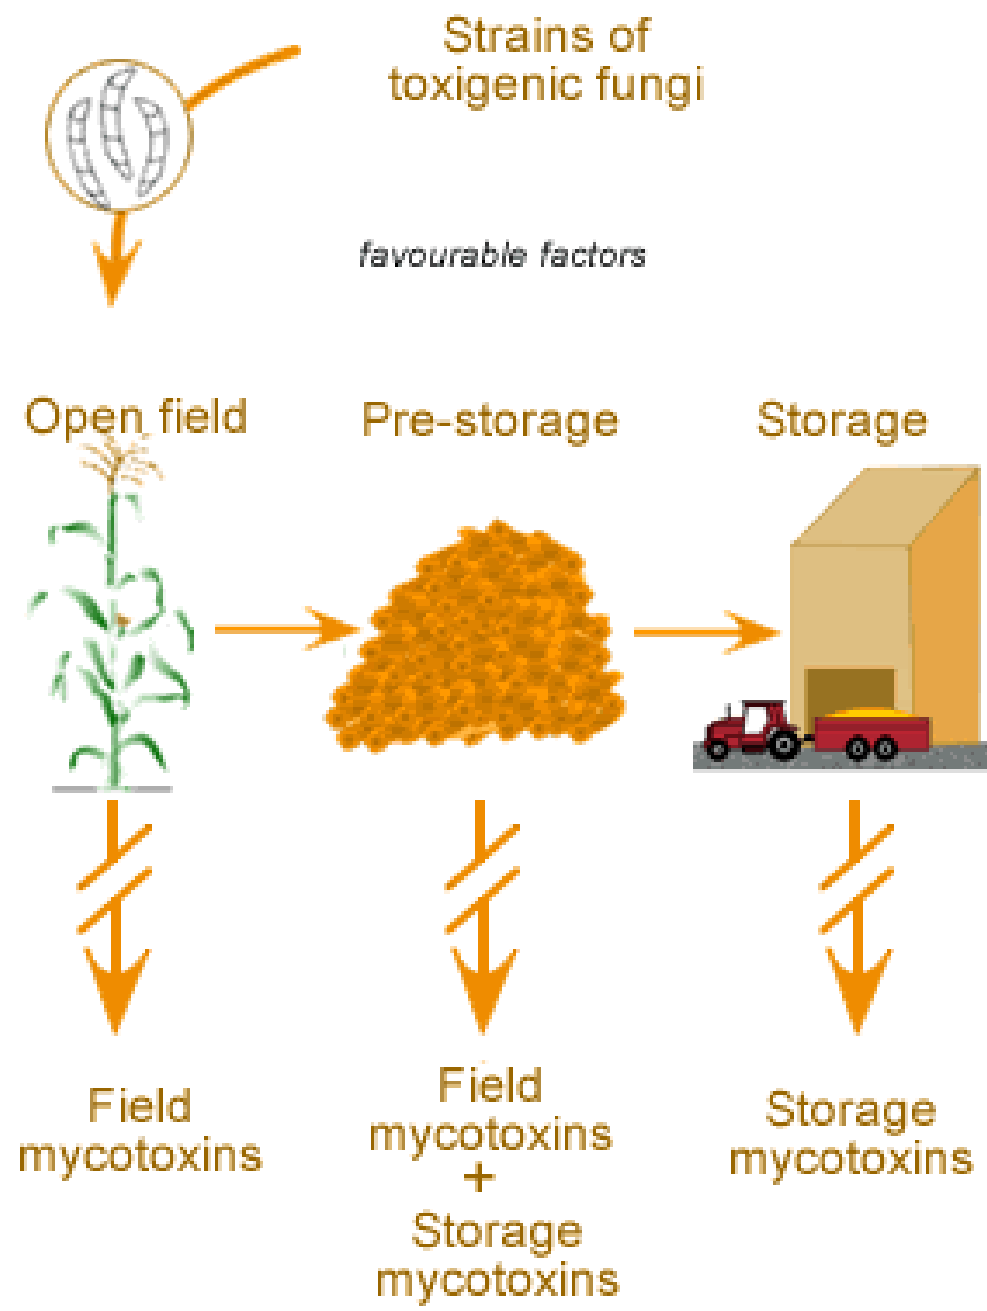 Strains of
toxigenic fungi
favourable factors
Open field
Pre-storage
Storage
Field
mycotoxins
Field
mycotoxins
+
Storage
mycotoxins
Storage
mycotoxins